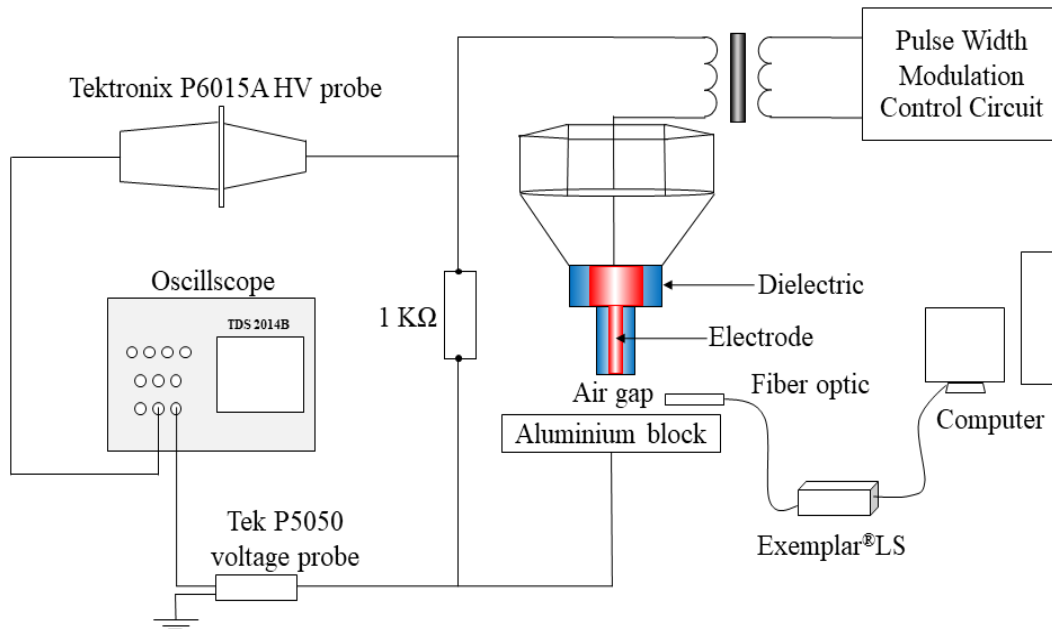 Pulse Width
Modulation
Control Circuit
Tektronix P6015A HV probe
Oscillscope
TDS 2014B
1 KΩ
Dielectric
Electrode
Air gap
Fiber optic
Aluminium block
Computer
Tek P5050
voltage probe
Exemplar®LS